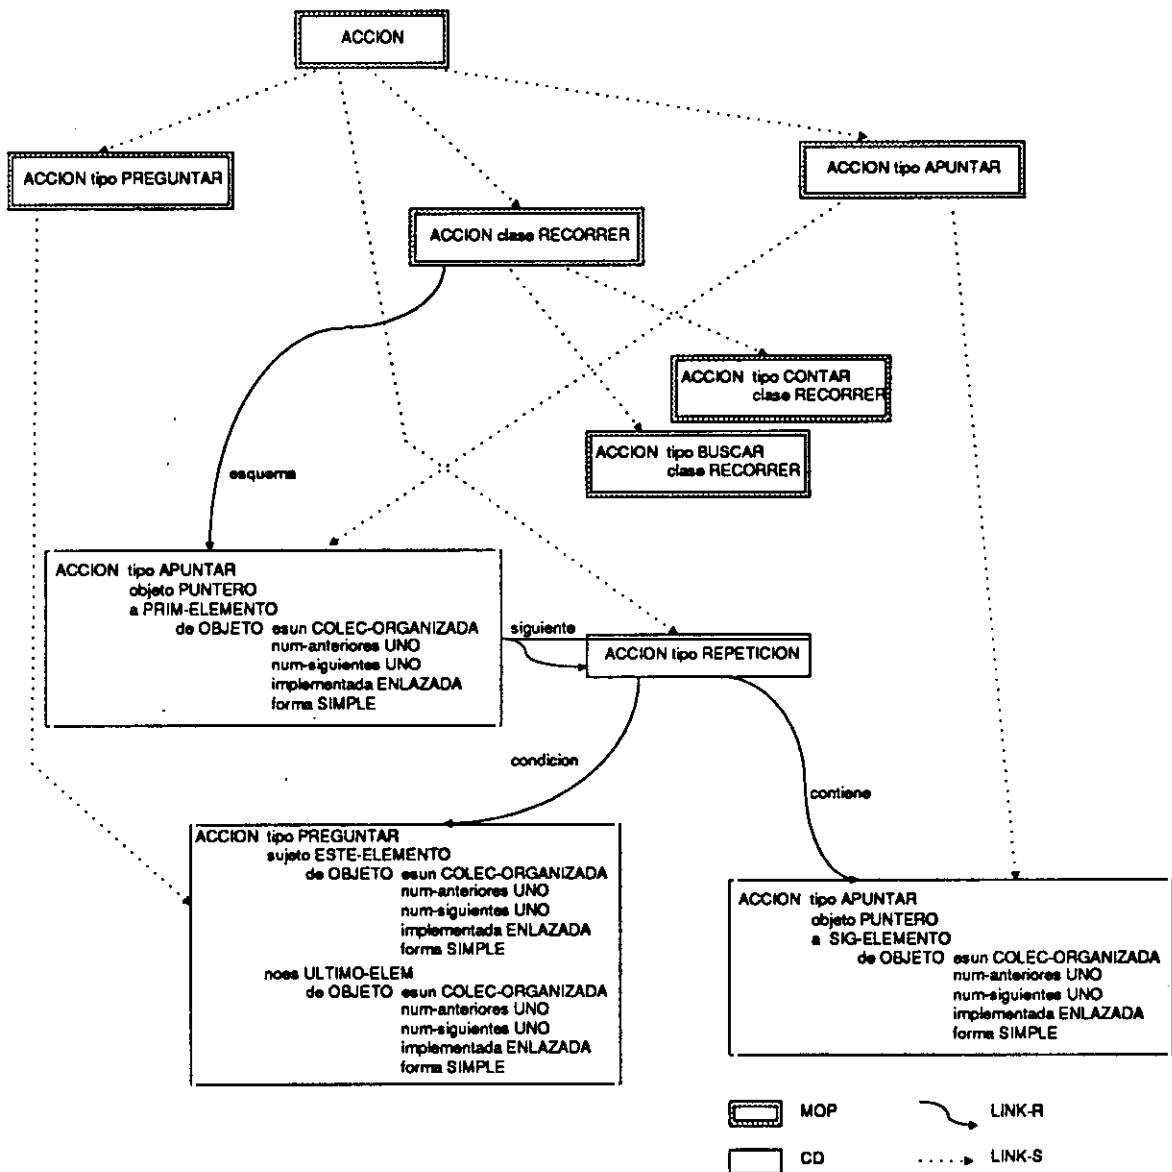 ACCION
ACCION tipo PREGUNTAR
ACCION tipo APUNTAR
ACCION clase RECORRER
ACCION tipo CONTAR
clase RECORRER
ACCION tipo BUSCAR
clase RECORRER
esquema
ACCION tipo APUNTAR
objeto PUNTERO
a PRIM-ELEMENTO
de OBJETO esun COLEC-ORGANIZADA
num-anteriores UNO
num-siguientes UNO
implementada ENLAZADA
forma SIMPLE
siguiente
ACCION tipo REPETICION
condicion
contiene
ACCION tipo PREGUNTAR
sujeto ESTE-ELEMENTO
de OBJETO esun COLEC-ORGANIZADA
num-anteriores UNO
num-siguientes UNO
implementada ENLAZADA
forma SIMPLE
noes ULTIMO-ELEM
de OBJETO esun COLEC-ORGANIZADA
num-anteriores UNO
num-siguientes UNO
implementada ENLAZADA
forma SIMPLE
ACCION tipo APUNTAR
objeto PUNTERO
a SIG-ELEMENTO
de OBJETO esun COLEC-ORGANIZADA
num-anteriores UNO
num-siguientes UNO
implementada ENLAZADA
forma SIMPLE
MOP
LINK-R
CD
LINK-S